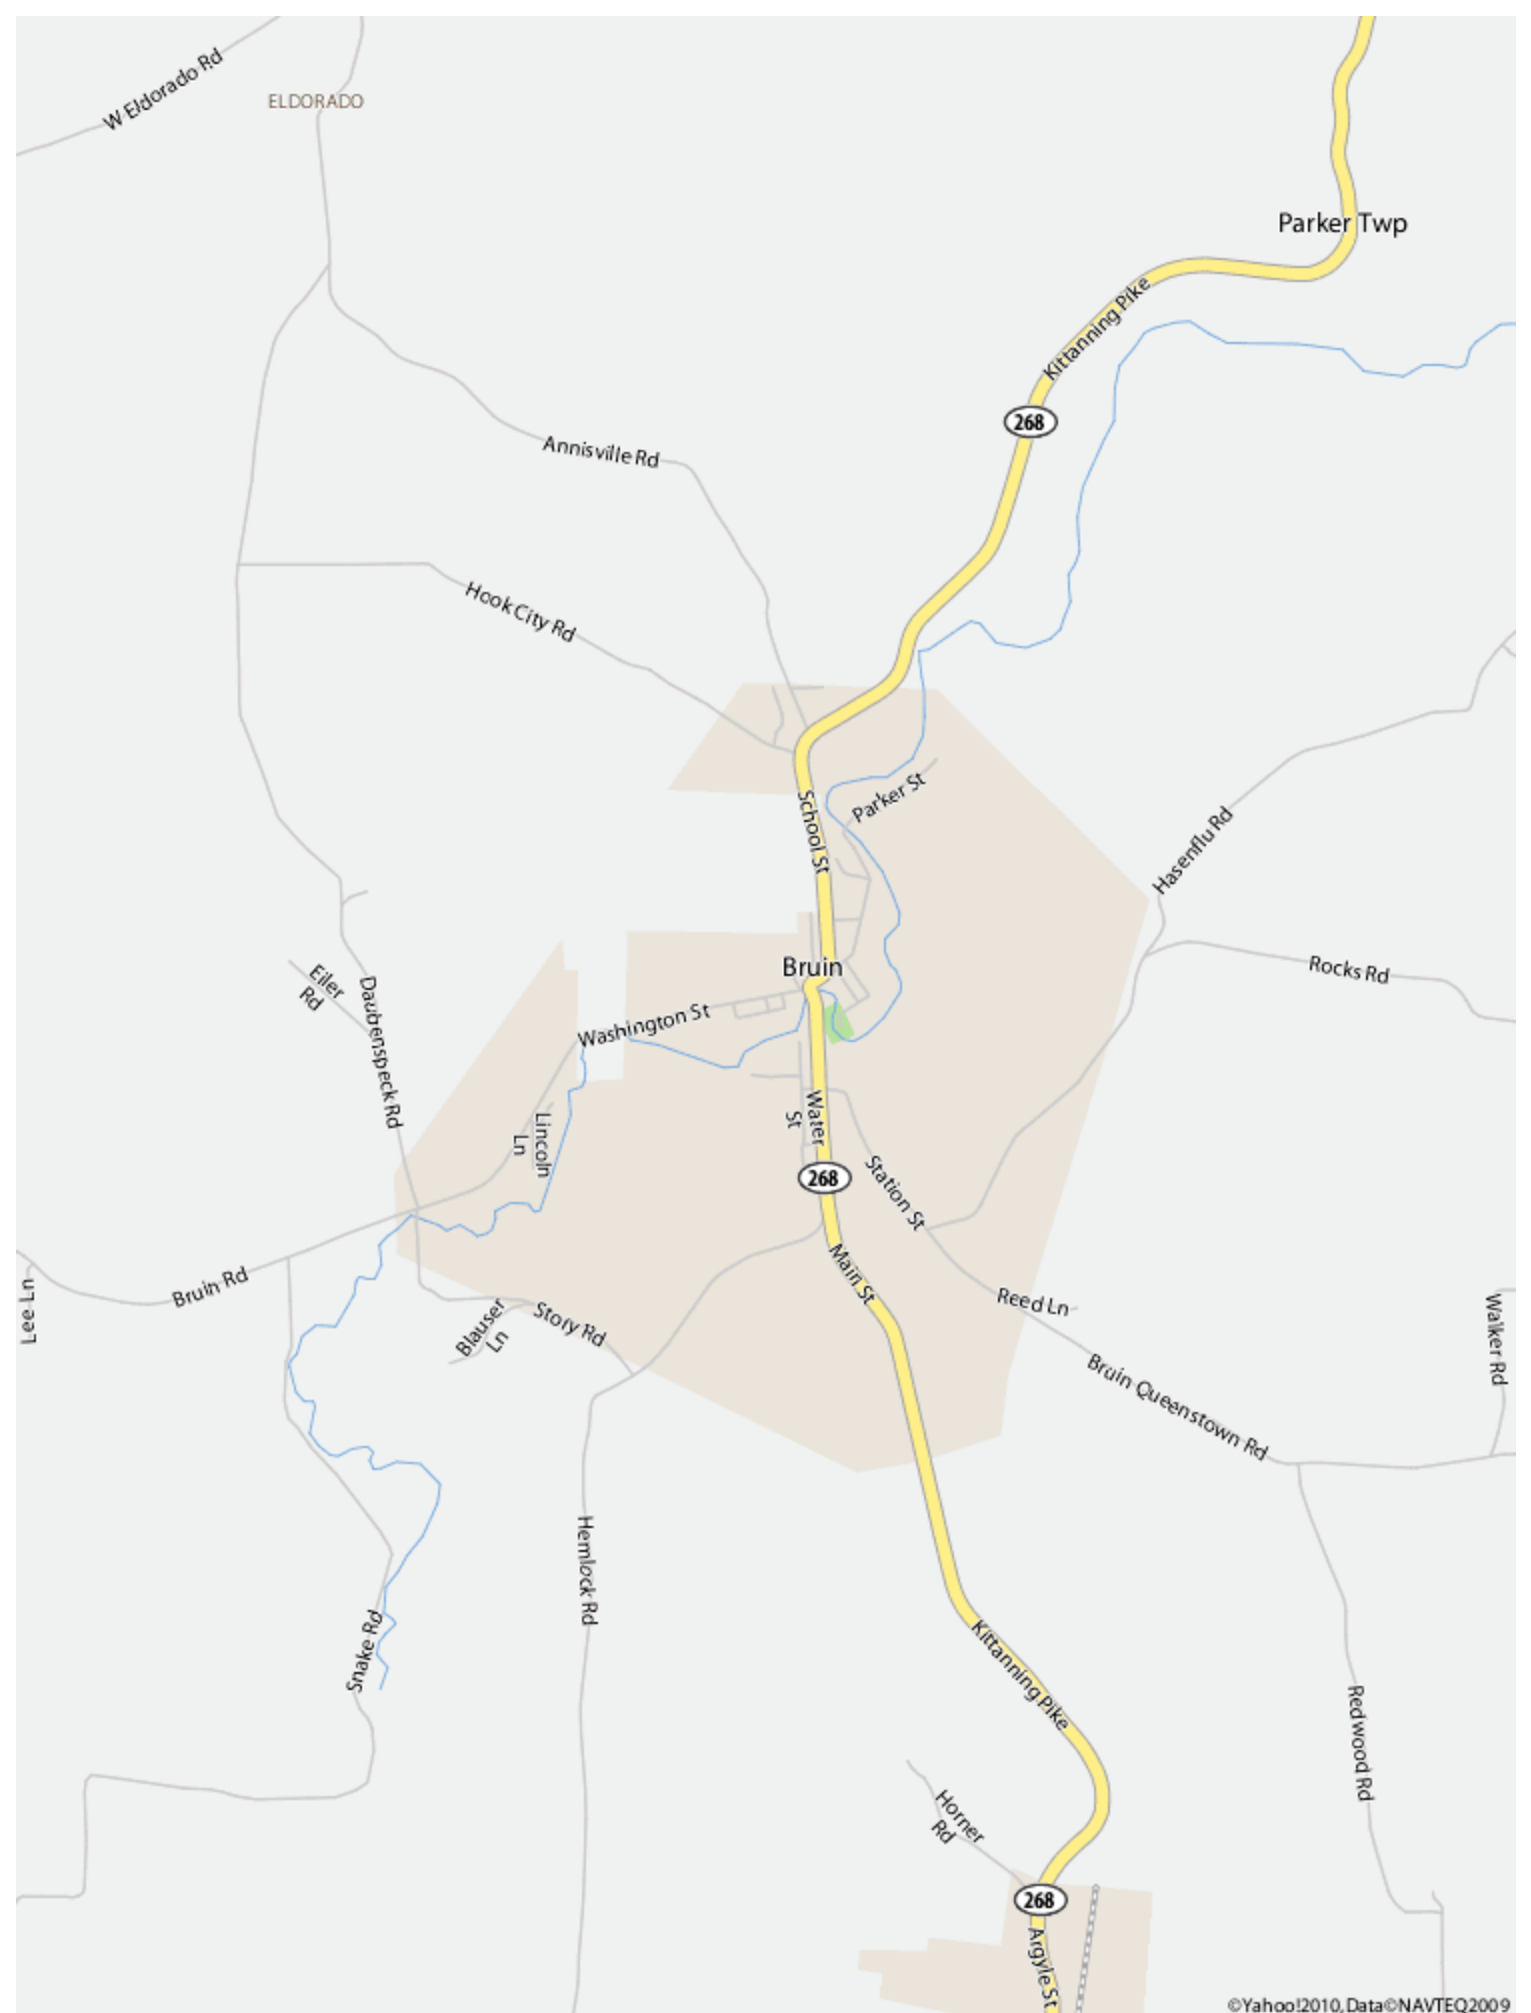 W Eldorado Rd
ELDORADO
Parker Twp
Kittanning Pike
268
Annisville Rd
Hook City Rd
School St
Parker St
Hasenflu Rd
Bruin
Rocks Rd
Eiler
Rd
Daubenspeck Rd
Washington St
Water
St
Lincoln
Ln
268
Station St
Main St
Bruin Rd
Lee Ln
Blauser
Ln
Story Rd
Reed Ln
Walker Rd
Bruin Queenstown Rd
Hemlock Rd
Snake Rd
Kittanning Pike
Redwood Rd
Horner
Rd
268
Argyle St
©Yahoo!2010, Data©NAVTEQ2009